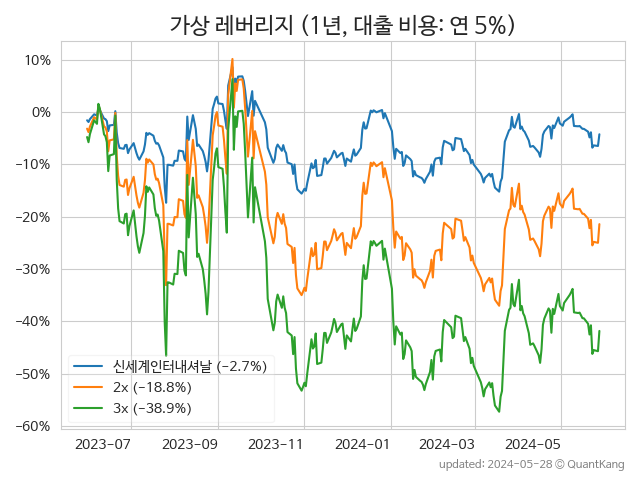 가상 레버리지 (1년, 대출 비용: 연 5%)
10%
0%
−10%
−20%
−30%
−40%
−50%
−60%
신세계인터내셔날 (−2.7%)
2x (−18.8%)
3x (−38.9%)
2023-07 2023-09 2023-11 2024-01 2024-03 2024-05
updated: 2024-05-28 © QuantKang